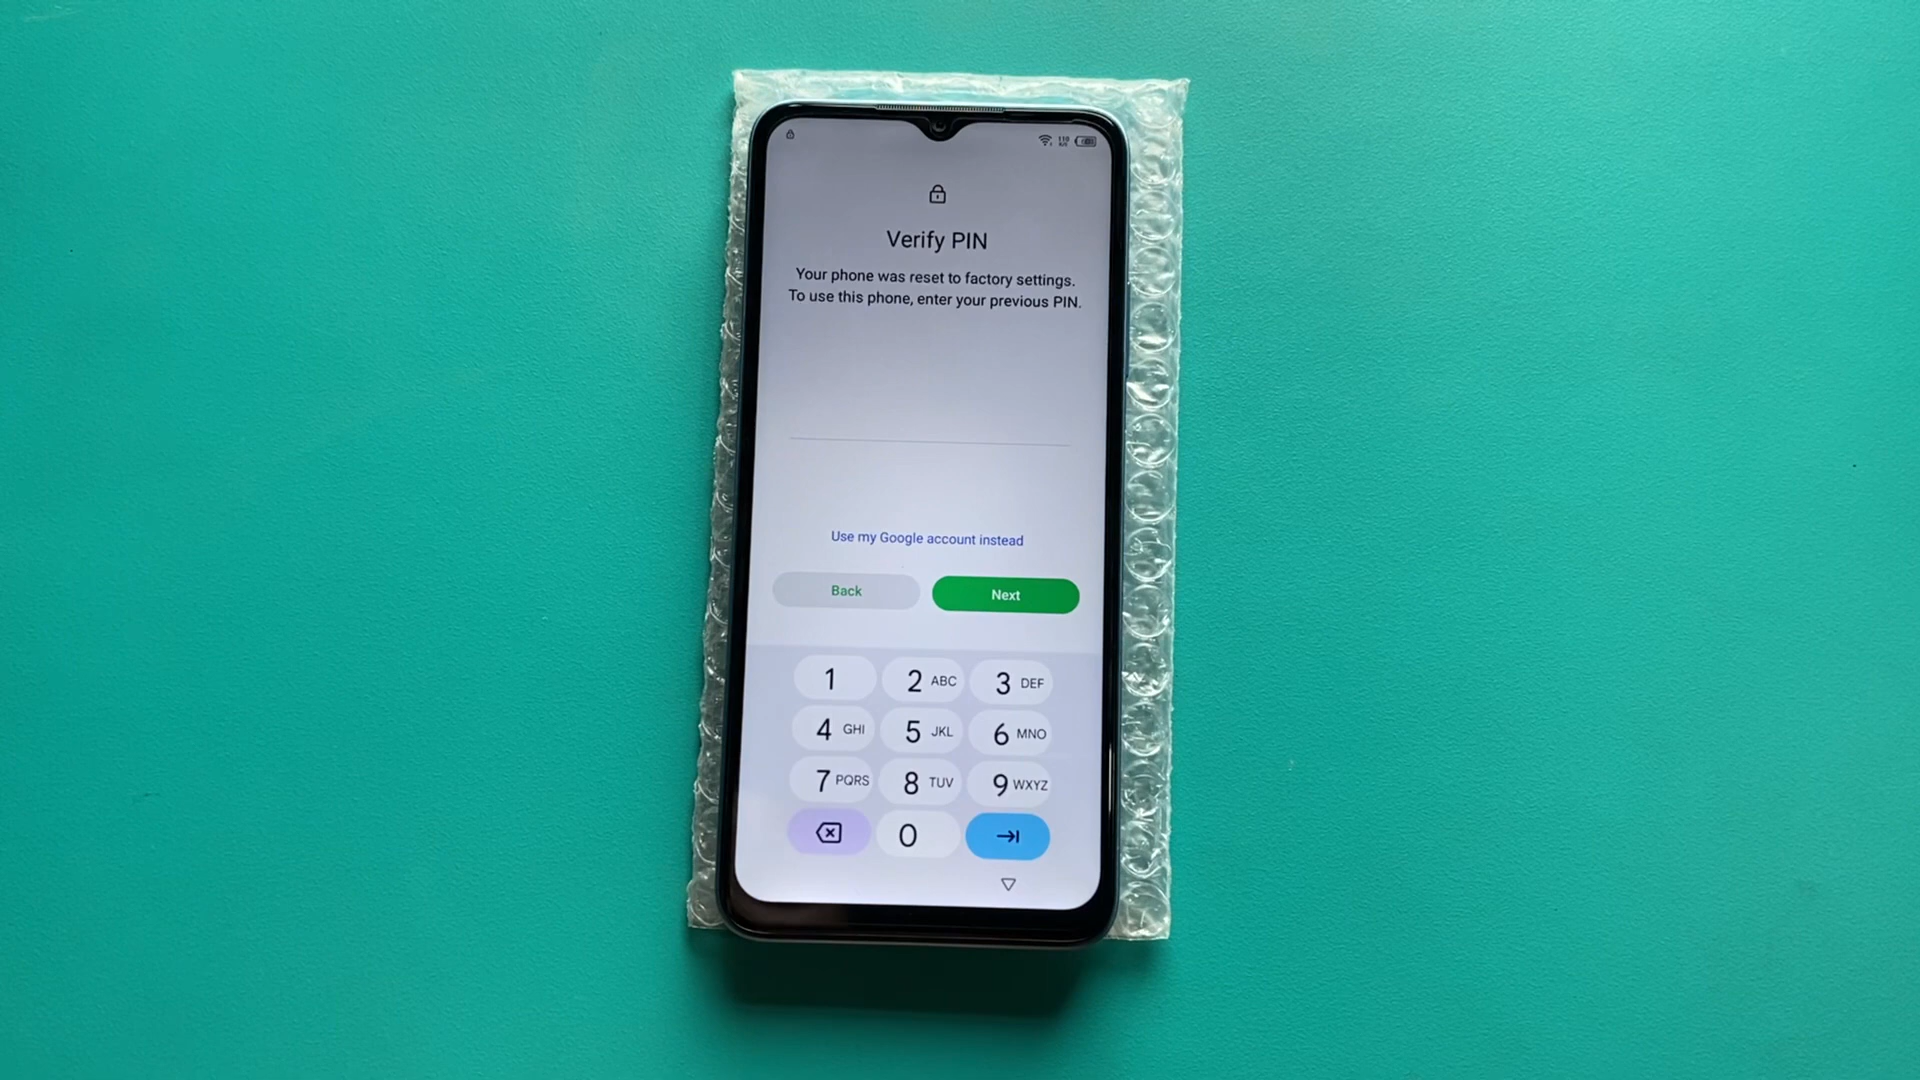 Verify PIN
Your phone was reset to factory settings.
To use this phone, enter your previous PIN.
Use my Google account instead
Back Next
1 2 ABC 3 DEF
4 GHI 5 JKL 6 MNO
7 PQRS 8 TUV 9 WXYZ
0